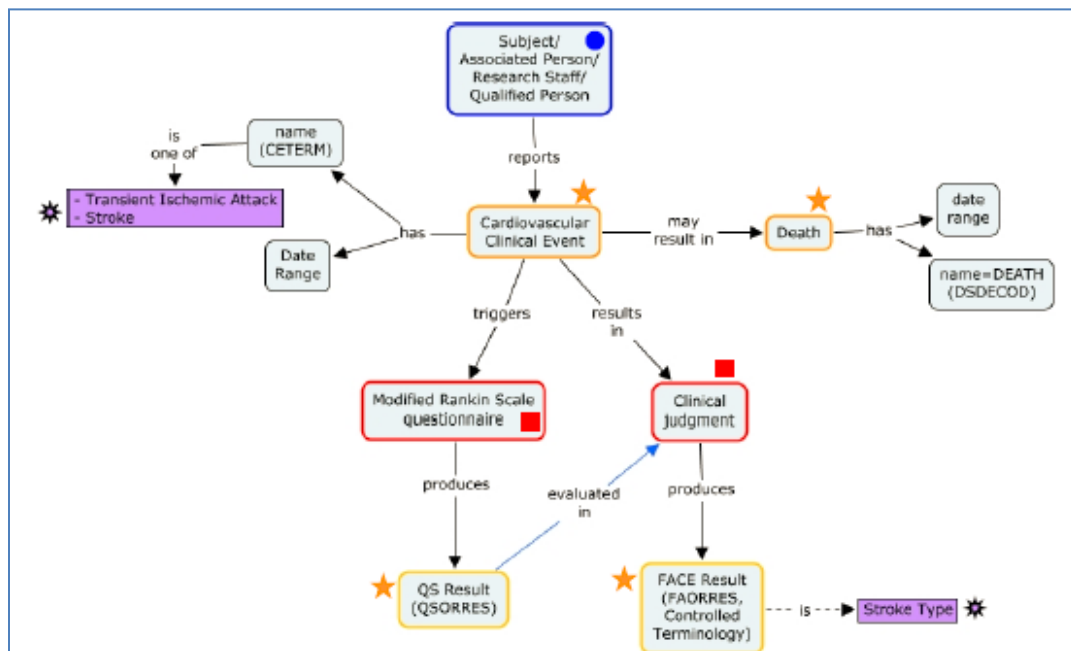 Subject/
Associated Person/
Research Staff/
Qualified Person
is
one of
name
(CETERM)
reports
- Transient Ischemic Attack
- Stroke
Cardiovascular
Clinical Event
has
Date
Range
may
result in
Death
has
date
range
name=DEATH
(DSDECOD)
triggers
results
in
Modified Rankin Scale
questionnaire
Clinical
judgment
produces
evaluated
in
produces
QS Result
(QSORRES)
FACE Result
(FAORRES,
Controlled
Terminology)
is
Stroke Type